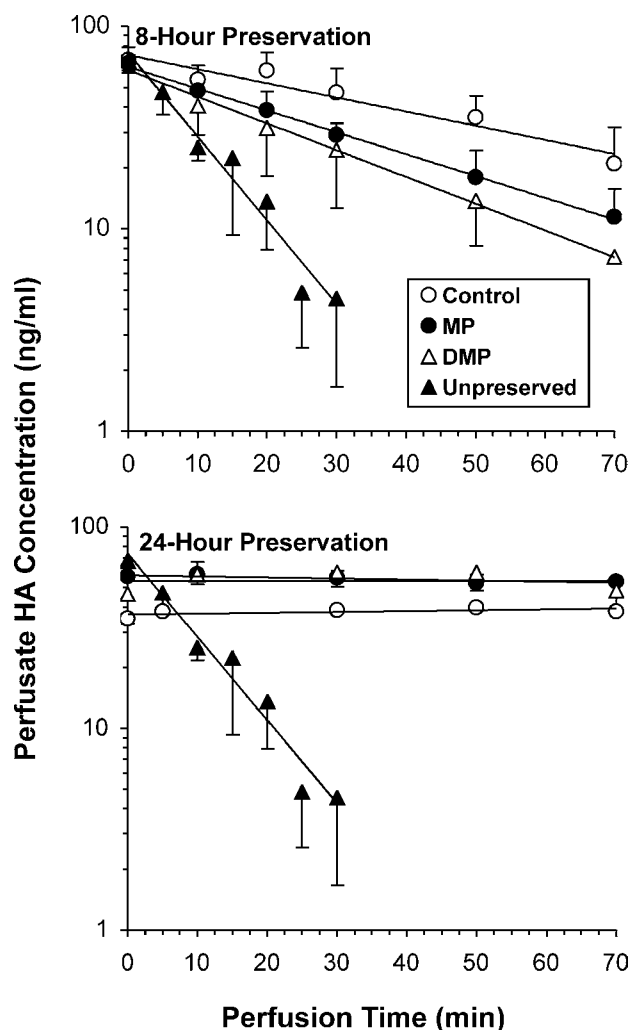 Perfusate HA Concentration (ng/ml)
8-Hour Preservation
100
10
1
Control
MP
DMP
Unpreserved
0 10 20 30 40 50 60 70
24-Hour Preservation
100
10
1
0 10 20 30 40 50 60 70
Perfusion Time (min)